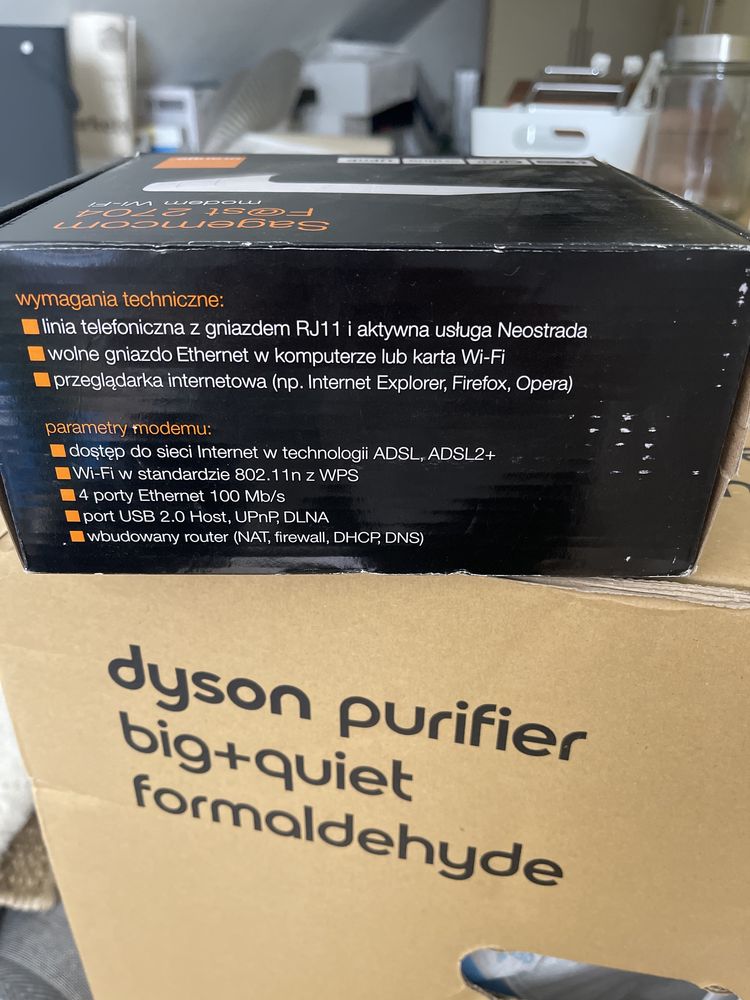 Sagemcom
F@st 2704
modem Wi-Fi
wymagania techniczne:
linia telefoniczna z gniazdem RJ11 i aktywna usługa Neostrada
wolne gniazdo Ethernet w komputerze lub karta Wi-Fi
przeglądarka internetowa (np. Internet Explorer, Firefox, Opera)
parametry modemu:
dostęp do sieci Internet w technologii ADSL, ADSL2+
Wi-Fi w standardzie 802.11n z WPS
4 porty Ethernet 100 Mb/s
port USB 2.0 Host, UPnP, DLNA
wbudowany router (NAT, firewall, DHCP, DNS)
dyson purifier
big+quiet
formaldehyde